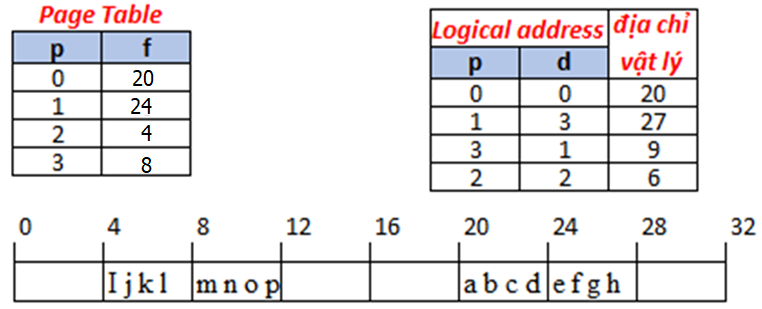 Page Table
p f
0 20
1 24
2 4
3 8
Logical address địa chỉ vật lý
p d
0 0 20
1 3 27
3 1 9
2 2 6
0 4 8 12 16 20 24 28 32
I j k l m n o p a b c d e f g h